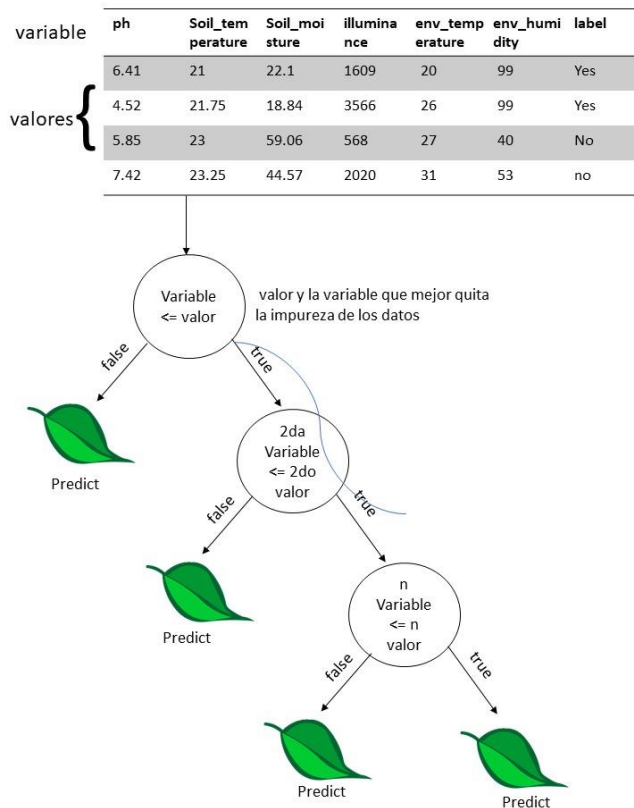 variable
ph Soil_tem Soil_moi illumina env_temp env_humi label
perature sture nce erature dity
6.41 21 22.1 1609 20 99 Yes
valores
4.52 21.75 18.84 3566 26 99 Yes
5.85 23 59.06 568 27 40 No
7.42 23.25 44.57 2020 31 53 no
Variable
<= valor
valor y la variable que mejor quita
la impureza de los datos
false
true
Predict
2da
Variable
<= 2do
valor
false
true
Predict
n
Variable
<= n
valor
false
true
Predict
Predict